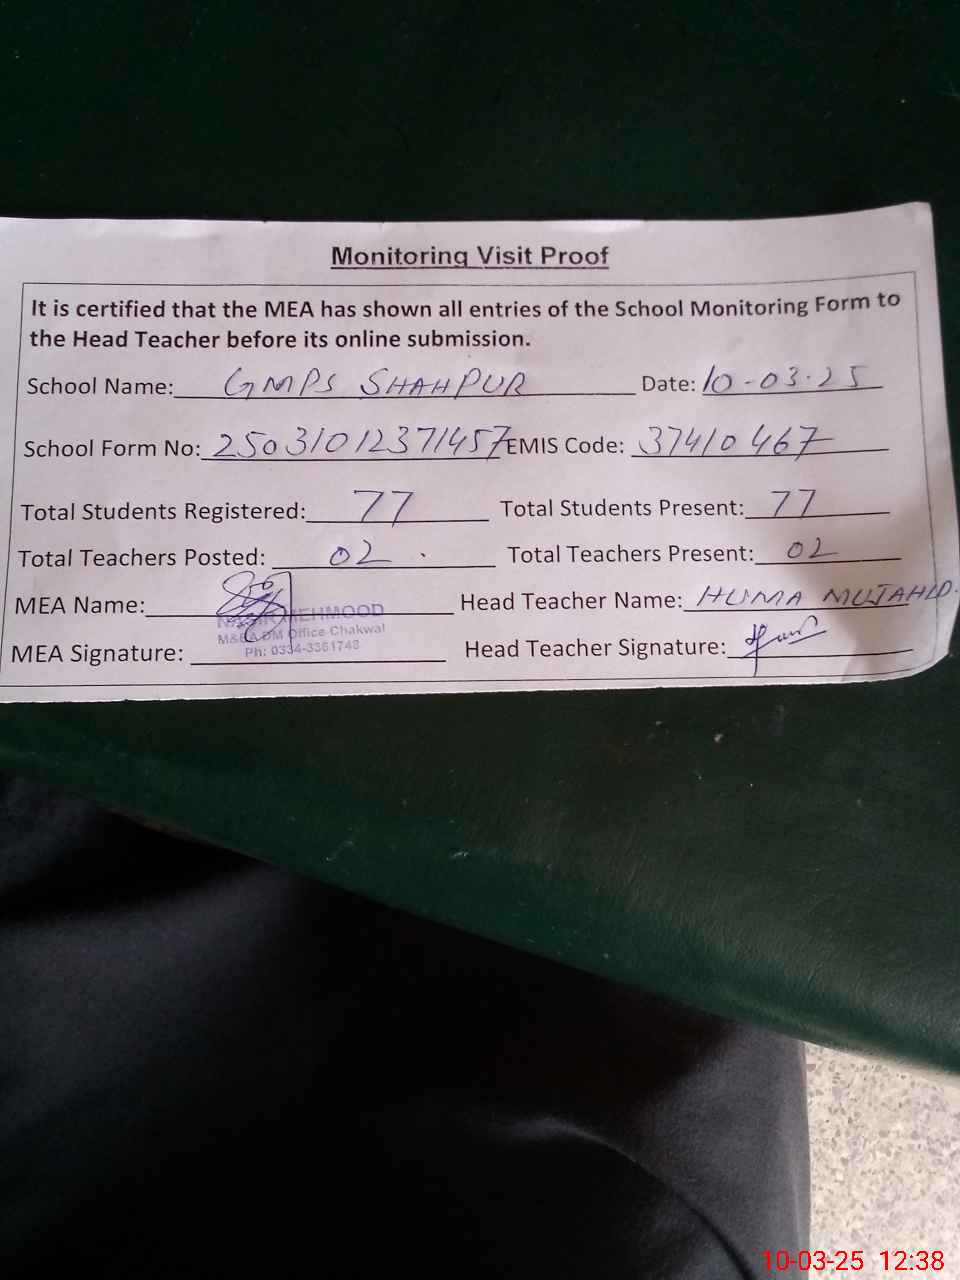 Monitoring Visit Proof
It is certified that the MEA has shown all entries of the School Monitoring Form to
the Head Teacher before its online submission.
School Name: GMPS SHAHPUR Date: 10-03-25
School Form No: 25031012371457 EMIS Code: 37410467
Total Students Registered: 77 Total Students Present: 77
Total Teachers Posted: 02 Total Teachers Present: 02
MEA Name: Head Teacher Name: HUMA MUJAHID.
MEHMOOD
M&EA DM Office Chakwal
MEA Signature: Head Teacher Signature:
10-03-25 12:38